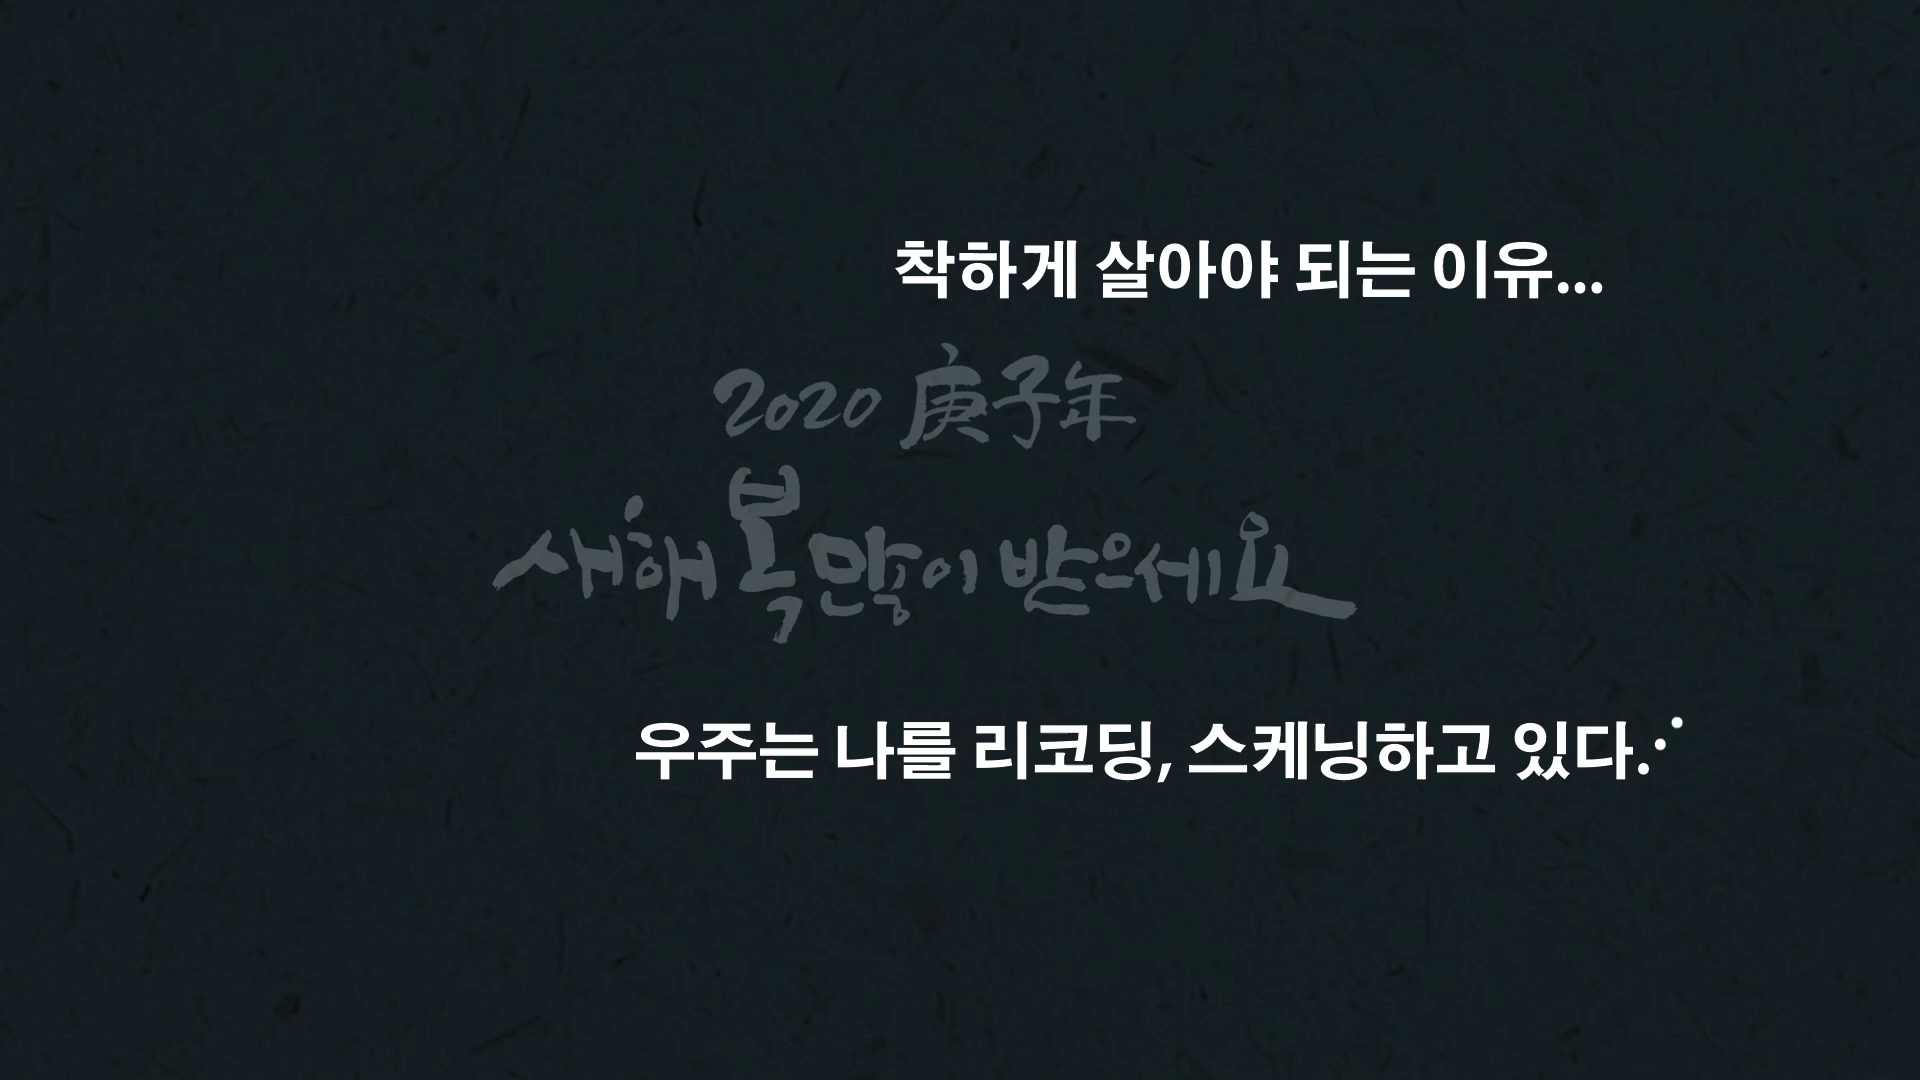 착하게 살아야 되는 이유...
2020 庚子年
새해 복 많이 받으세요
우주는 나를 리코딩, 스케닝하고 있다⋰